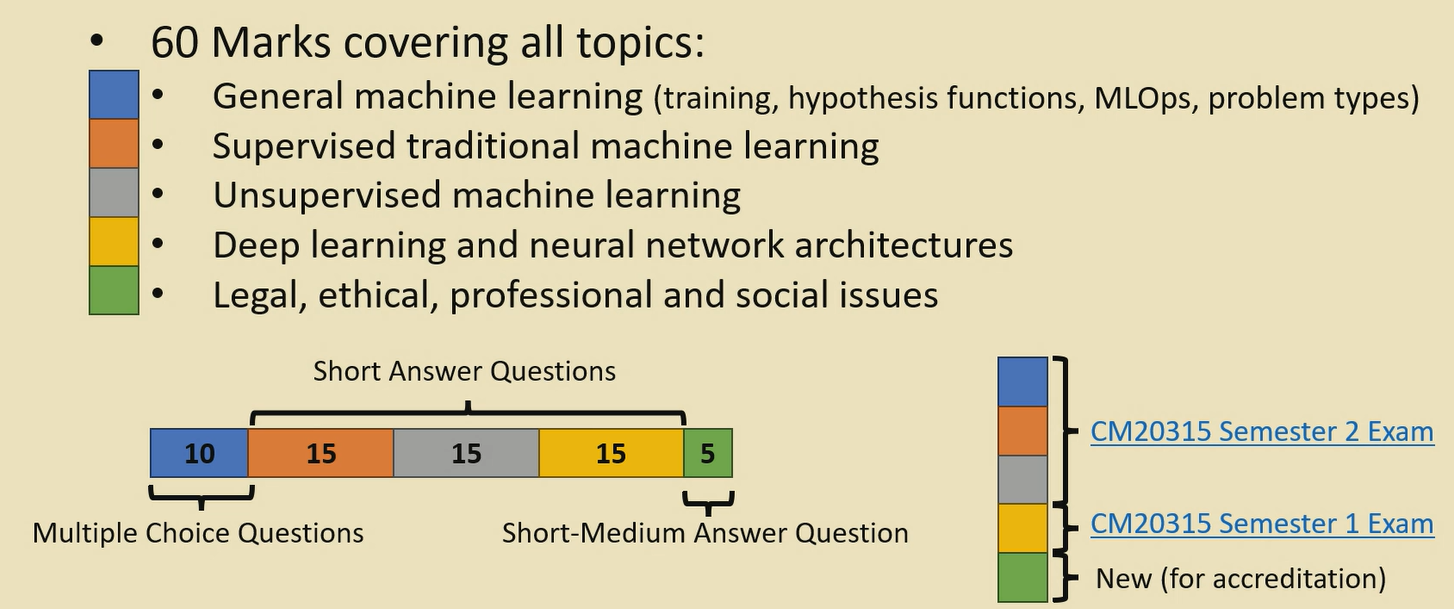 • 60 Marks covering all topics:
• General machine learning (training, hypothesis functions, MLOps, problem types)
• Supervised traditional machine learning
• Unsupervised machine learning
• Deep learning and neural network architectures
• Legal, ethical, professional and social issues
Short Answer Questions
10 15 15 15 5
Multiple Choice Questions
Short-Medium Answer Question
CM20315 Semester 2 Exam
CM20315 Semester 1 Exam
New (for accreditation)